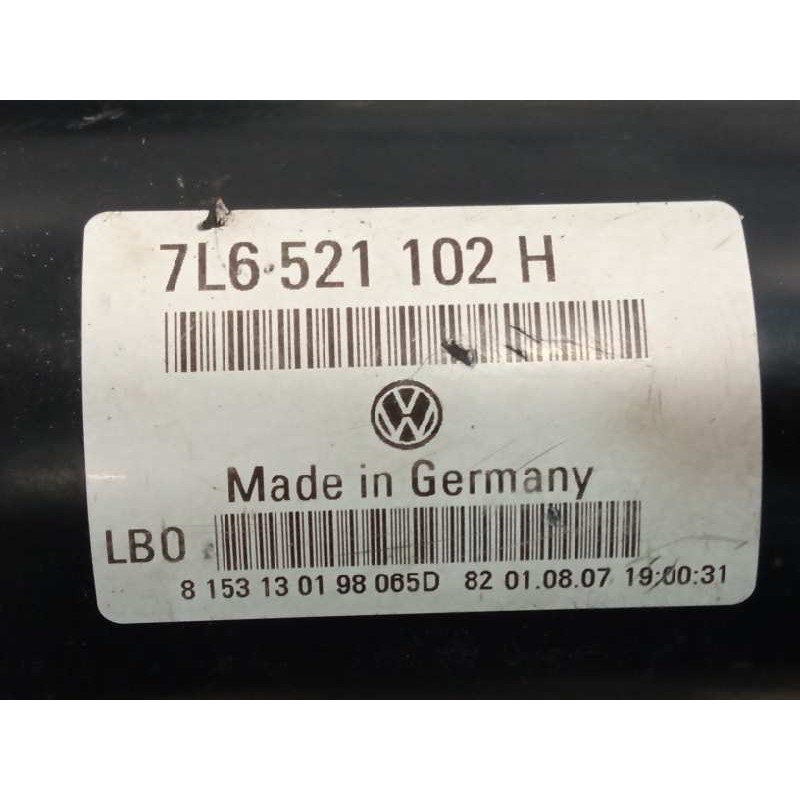 7L6 521 102 H
Made in Germany
LB0
8 153 13 01 98 065D 82 01.08.07 19:00:31